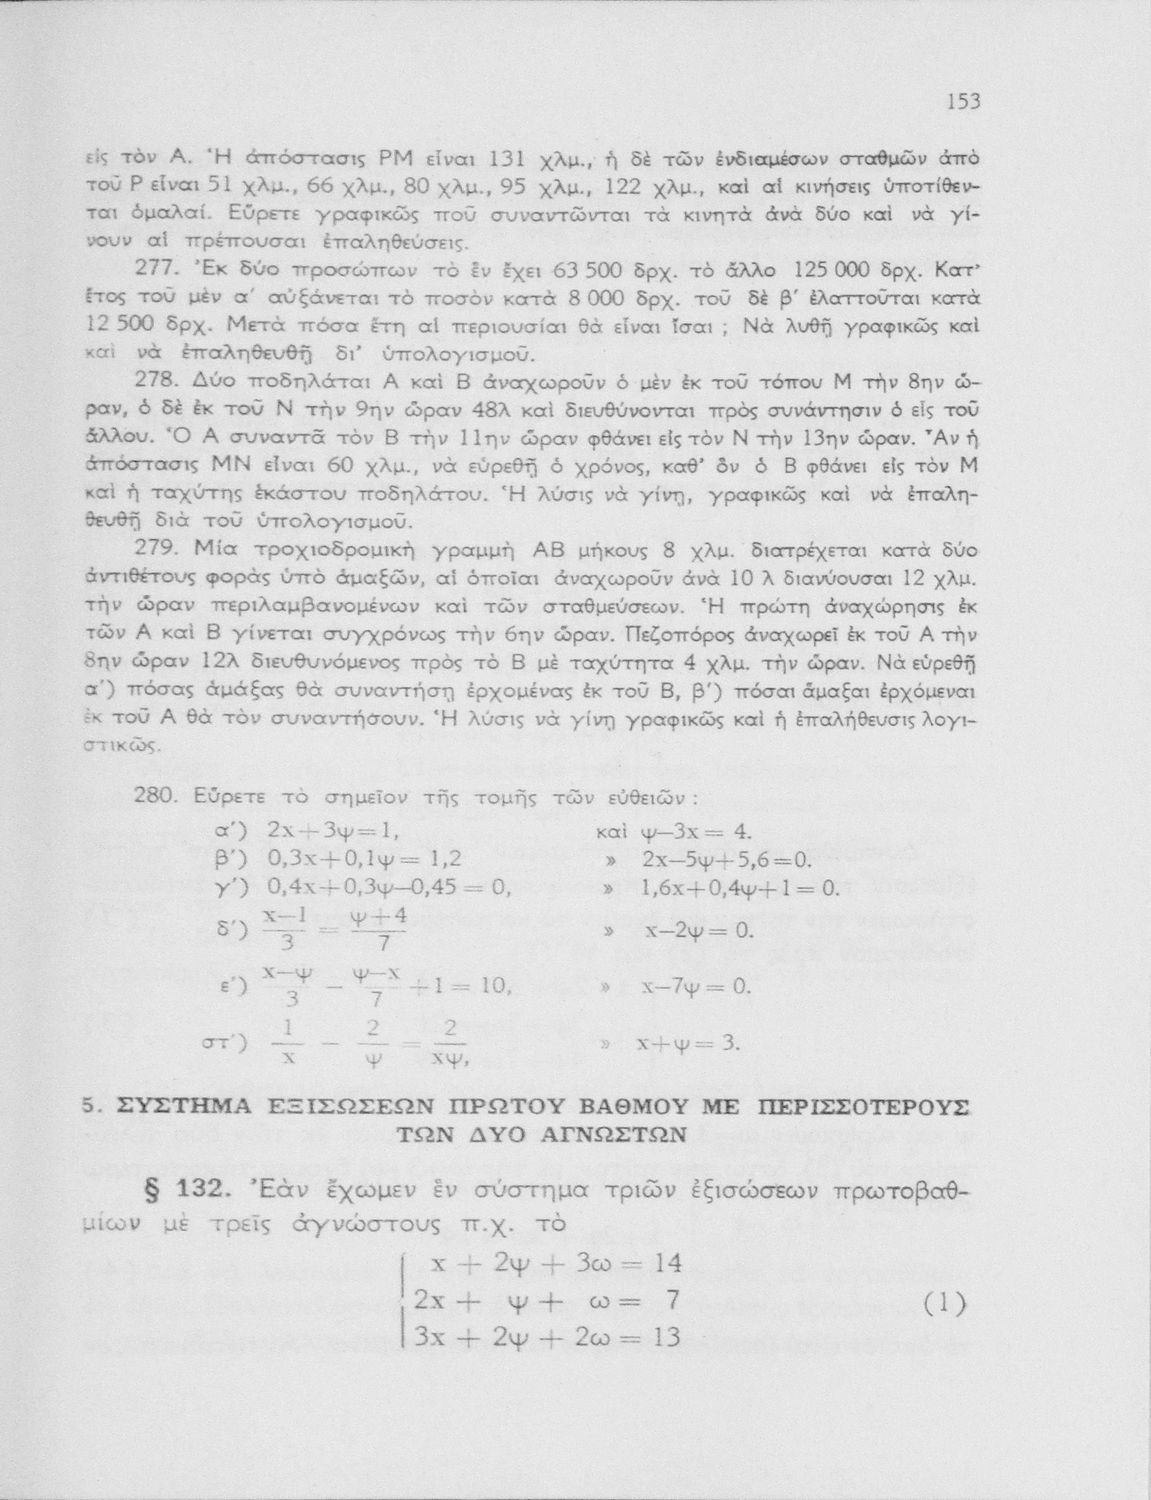 153
εἰς τὸν Α. Ἡ ἀπόστασις ΡΜ εἶναι 131 χλμ., ἡ δὲ τῶν ἐνδιαμέσων σταθμῶν ἀπὸ
τοῦ Ρ εἶναι 51 χλμ., 66 χλμ., 80 χλμ., 95 χλμ., 122 χλμ., καὶ αἱ κινήσεις ὑποτίθεν-
ται ὁμαλαί. Εὕρετε γραφικῶς ποῦ συναντῶνται τὰ κινητὰ ἀνὰ δύο καὶ νὰ γί-
νουν αἱ πρέπουσαι ἐπαληθεύσεις.
277. Ἐκ δύο προσώπων τὸ ἓν ἔχει 63 500 δρχ. τὸ ἄλλο 125 000 δρχ. Κατ'
ἔτος τοῦ μὲν α΄ αὐξάνεται τὸ ποσὸν κατὰ 8 000 δρχ. τοῦ δὲ β΄ ἐλαττοῦται κατὰ
12 500 δρχ. Μετὰ πόσα ἔτη αἱ περιουσίαι θὰ εἶναι ἴσαι ; Νὰ λυθῇ γραφικῶς καὶ
καὶ νὰ ἐπαληθευθῇ δι' ὑπολογισμοῦ.
278. Δύο ποδηλάται Α καὶ Β ἀναχωροῦν ὁ μὲν ἐκ τοῦ τόπου Μ τὴν 8ην ὥ-
ραν, ὁ δὲ ἐκ τοῦ Ν τὴν 9ην ὥραν 48λ καὶ διευθύνονται πρὸς συνάντησιν ὁ εἷς τοῦ
ἄλλου. Ὁ Α συναντᾶ τὸν Β τὴν 11ην ὥραν φθάνει εἰς τὸν Ν τὴν 13ην ὥραν. Ἂν ἡ
ἀπόστασις ΜΝ εἶναι 60 χλμ., νὰ εὑρεθῇ ὁ χρόνος, καθ' ὃν ὁ Β φθάνει εἰς τὸν Μ
καὶ ἡ ταχύτης ἑκάστου ποδηλάτου. Ἡ λύσις νὰ γίνῃ, γραφικῶς καὶ νὰ ἐπαλη-
θευθῇ διὰ τοῦ ὑπολογισμοῦ.
279. Μία τροχιοδρομικὴ γραμμὴ ΑΒ μήκους 8 χλμ. διατρέχεται κατὰ δύο
ἀντιθέτους φορὰς ὑπὸ ἁμαξῶν, αἱ ὁποῖαι ἀναχωροῦν ἀνὰ 10 λ διανύουσαι 12 χλμ.
τὴν ὥραν περιλαμβανομένων καὶ τῶν σταθμεύσεων. Ἡ πρώτη ἀναχώρησις ἐκ
τῶν Α καὶ Β γίνεται συγχρόνως τὴν 6ην ὥραν. Πεζοπόρος ἀναχωρεῖ ἐκ τοῦ Α τὴν
8ην ὥραν 12λ διευθυνόμενος πρὸς τὸ Β μὲ ταχύτητα 4 χλμ. τὴν ὥραν. Νὰ εὑρεθῇ
α΄) πόσας ἁμάξας θὰ συναντήσῃ ἐρχομένας ἐκ τοῦ Β, β΄) πόσαι ἅμαξαι ἐρχόμεναι
ἐκ τοῦ Α θὰ τὸν συναντήσουν. Ἡ λύσις νὰ γίνῃ γραφικῶς καὶ ἡ ἐπαλήθευσις λογι-
στικῶς.
280. Εὕρετε τὸ σημεῖον τῆς τομῆς τῶν εὐθειῶν :
α΄) 2x+3ψ=1, καὶ ψ–3x = 4.
β΄) 0,3x+0,1ψ = 1,2 » 2x–5ψ+5,6=0.
γ΄) 0,4x+0,3ψ–0,45 = 0, » 1,6x+0,4ψ+1 = 0.
δ΄) (x–1)/3 = (ψ+4)/7 » x–2ψ = 0.
ε΄) (x–ψ)/3 – (ψ–x)/7 +1 = 10, » x–7ψ = 0.
στ΄) 1/x – 2/ψ = 2/xψ, » x+ψ = 3.
5. ΣΥΣΤΗΜΑ ΕΞΙΣΩΣΕΩΝ ΠΡΩΤΟΥ ΒΑΘΜΟΥ ΜΕ ΠΕΡΙΣΣΟΤΕΡΟΥΣ
ΤΩΝ ΔΥΟ ΑΓΝΩΣΤΩΝ
§ 132. Ἐὰν ἔχωμεν ἓν σύστημα τριῶν ἐξισώσεων πρωτοβαθ-
μίων μὲ τρεῖς ἀγνώστους π.χ. τὸ
x + 2ψ + 3ω = 14
2x + ψ + ω = 7 (1)
3x + 2ψ + 2ω = 13